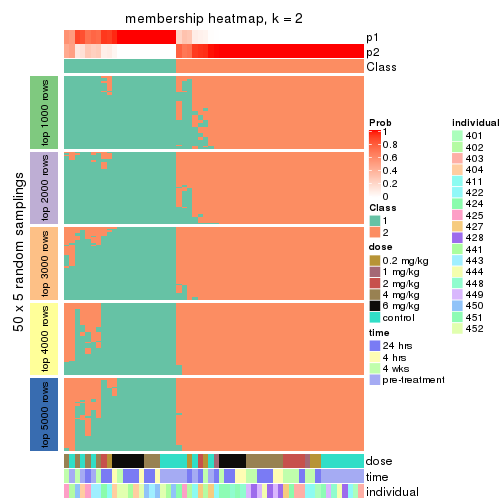 membership heatmap, k = 2
p1
p2
Class
50 x 5 random samplings
top 1000 rows
top 2000 rows
top 3000 rows
top 4000 rows
top 5000 rows
dose
time
individual
Prob
1
0.8
0.6
0.4
0.2
0
Class
1
2
dose
0.2 mg/kg
1 mg/kg
2 mg/kg
4 mg/kg
6 mg/kg
control
time
24 hrs
4 hrs
4 wks
pre-treatment
individual
401
402
403
404
411
422
424
425
427
428
441
443
444
448
449
450
451
452